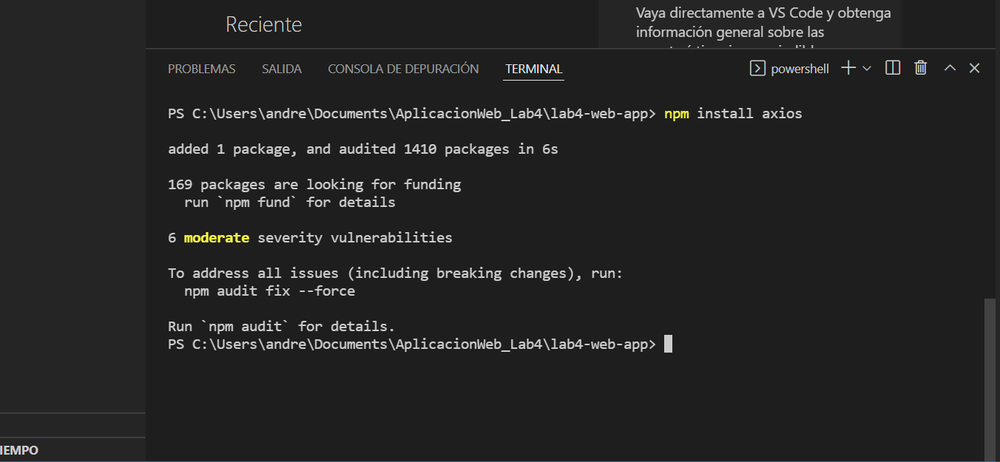 Reciente
Vaya directamente a VS Code y obtenga
información general sobre las
PROBLEMAS SALIDA CONSOLA DE DEPURACIÓN TERMINAL powershell
PS C:\Users\andre\Documents\AplicacionWeb_Lab4\lab4-web-app> npm install axios
added 1 package, and audited 1410 packages in 6s
169 packages are looking for funding
run `npm fund` for details
6 moderate severity vulnerabilities
To address all issues (including breaking changes), run:
npm audit fix --force
Run `npm audit` for details.
PS C:\Users\andre\Documents\AplicacionWeb_Lab4\lab4-web-app>
IEMPO